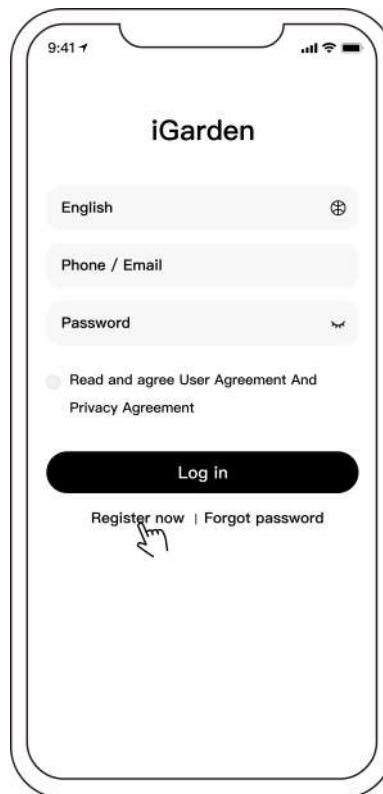 9:41
iGarden
English
Phone / Email
Password
Read and agree User Agreement And
Privacy Agreement
Log in
Register now | Forgot password